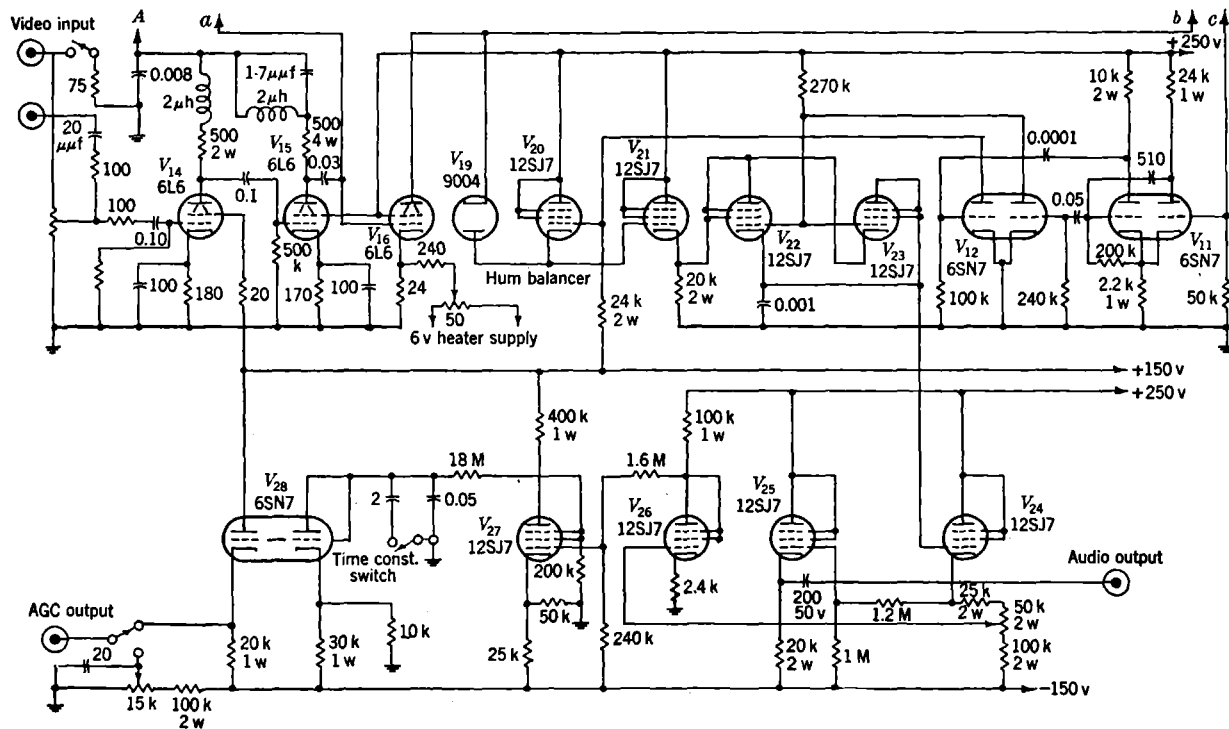 Video input
A
a
b
c
+250 v
75
0.008
2μh
1·7μμf
2μh
20
μμf
100
500
2 w
V15
6L6
500
4 w
0.03
V14
6L6
0.1
100
0.10
V19
9004
V20
12SJ7
V21
12SJ7
270 k
10 k
2 w
24 k
1 w
0.0001
510
0.05
V16
6L6
500
k
240
Hum balancer
V22
12SJ7
V23
12SJ7
V12
6SN7
200 k
V11
6SN7
100
180
20
170
100
24
50
6 v heater supply
24 k
2 w
20 k
2 w
0.001
100 k
240 k
2.2 k
1 w
50 k
+150 v
+250 v
400 k
1 w
100 k
1 w
18 M
1.6 M
V28
6SN7
2
0.05
Time const.
switch
V27
12SJ7
V26
12SJ7
V25
12SJ7
V24
12SJ7
Audio output
200 k
50 k
2.4 k
200
50 v
1.2 M
25 k
2 w
50 k
2 w
100 k
2 w
AGC output
20
20 k
1 w
30 k
1 w
10 k
25 k
240 k
20 k
2 w
1 M
15 k
100 k
2 w
−150 v